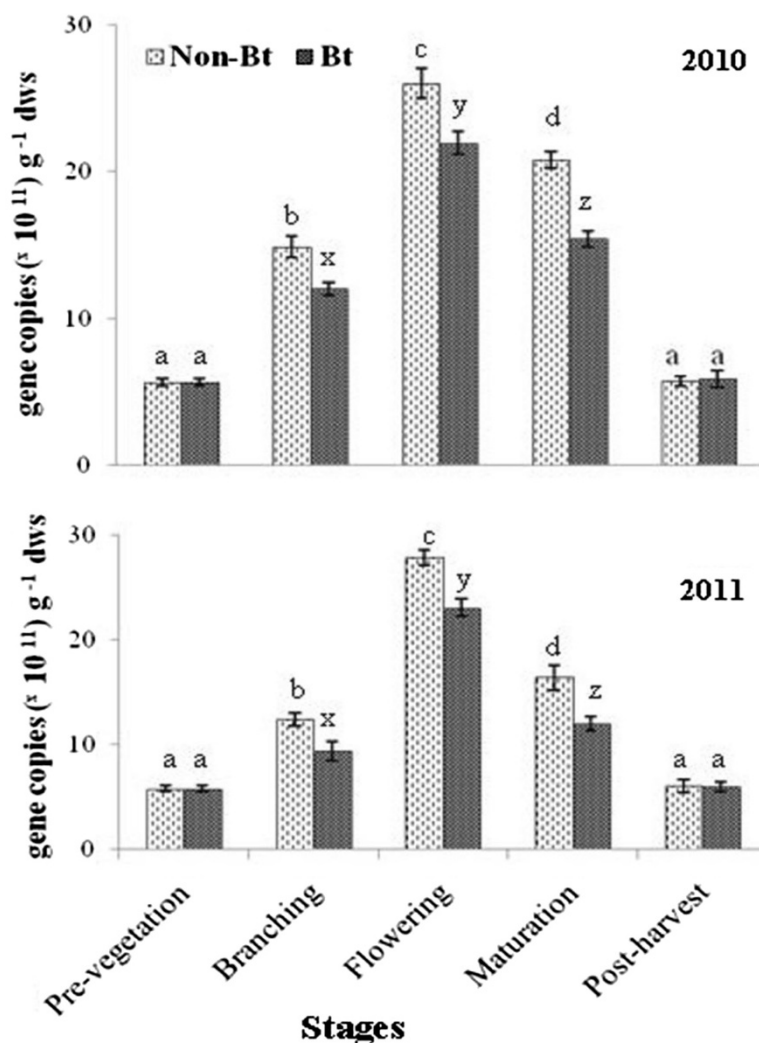 30
Non-Bt Bt
2010
c
y
d
20
z
b
x
10
a a
a a
0
gene copies (x 10 11) g -1 dws
30
c
2011
y
20
d
z
b
x
10
a a
a a
0
gene copies (x 10 11) g -1 dws
Pre-vegetation
Branching
Flowering
Maturation
Post-harvest
Stages